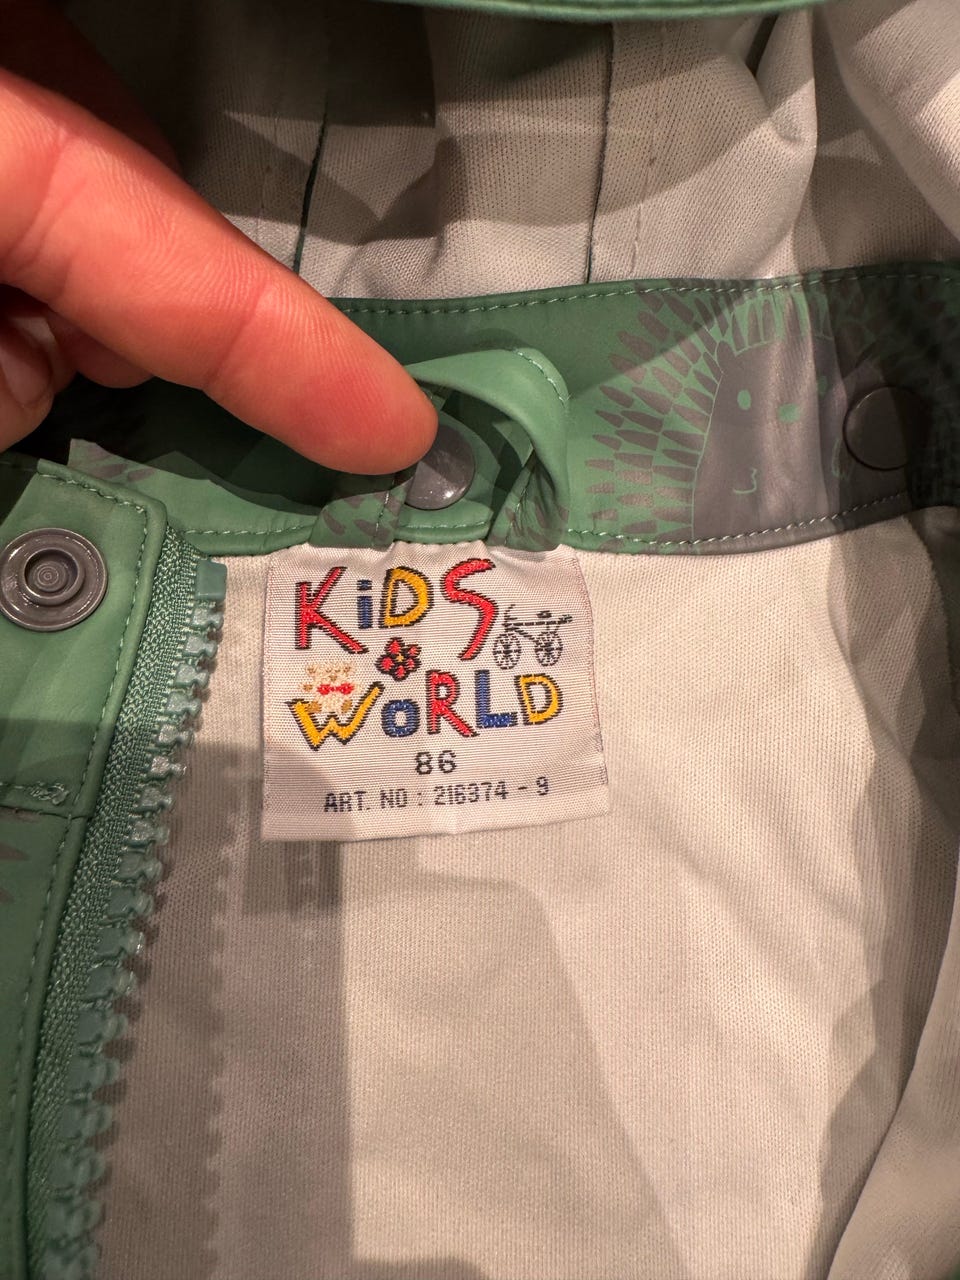 KiDS
WoRLD
86
ART. NO : 216374 - 9